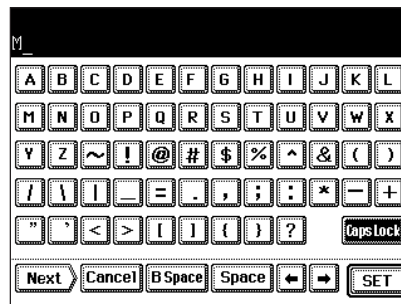 M_
A B C D E F G H I J K L
M N O P Q R S T U V W X
Y Z ~ ! @ # $ % ^ & ( )
/ \ | _ = . , ; : * - +
" ' < > [ ] { } ? Caps Lock
Next Cancel B Space Space ← → SET